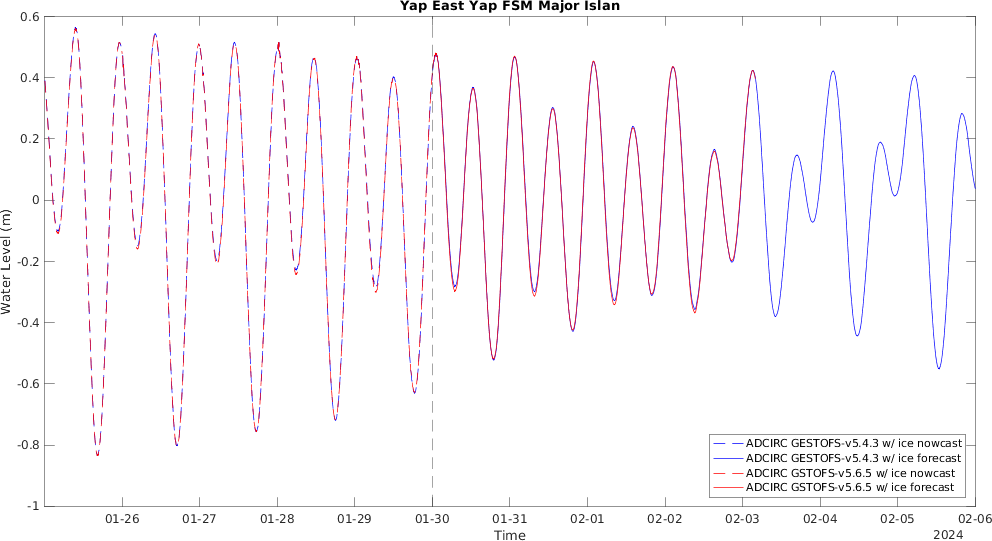 Yap East Yap FSM Major Islan
0.6
0.4
0.2
0
-0.2
-0.4
-0.6
-0.8
-1
Water Level (m)
ADCIRC GESTOFS-v5.4.3 w/ ice nowcast
ADCIRC GESTOFS-v5.4.3 w/ ice forecast
ADCIRC GSTOFS-v5.6.5 w/ ice nowcast
ADCIRC GSTOFS-v5.6.5 w/ ice forecast
01-26 01-27 01-28 01-29 01-30 01-31 02-01 02-02 02-03 02-04 02-05 02-06
Time
2024